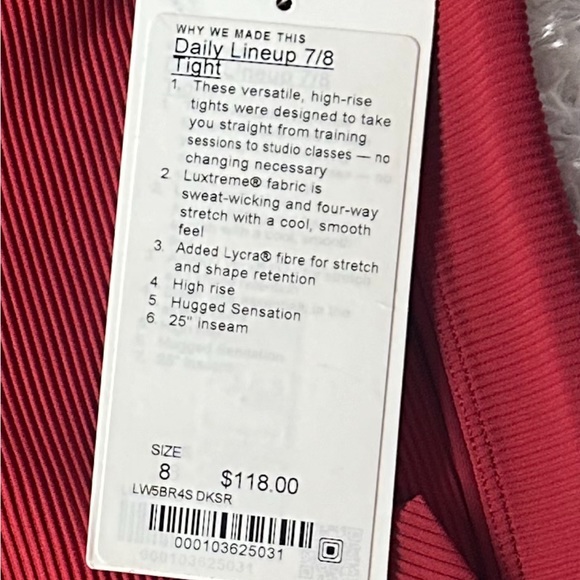 WHY WE MADE THIS
Daily Lineup 7/8
Tight
1. These versatile, high-rise
tights were designed to take
you straight from training
sessions to studio classes — no
changing necessary
2. Luxtreme® fabric is
sweat-wicking and four-way
stretch with a cool, smooth
feel
3. Added Lycra® fibre for stretch
and shape retention
4. High rise
5. Hugged Sensation
6. 25" inseam
SIZE
8 $118.00
LW5BR4S DKSR
000103625031